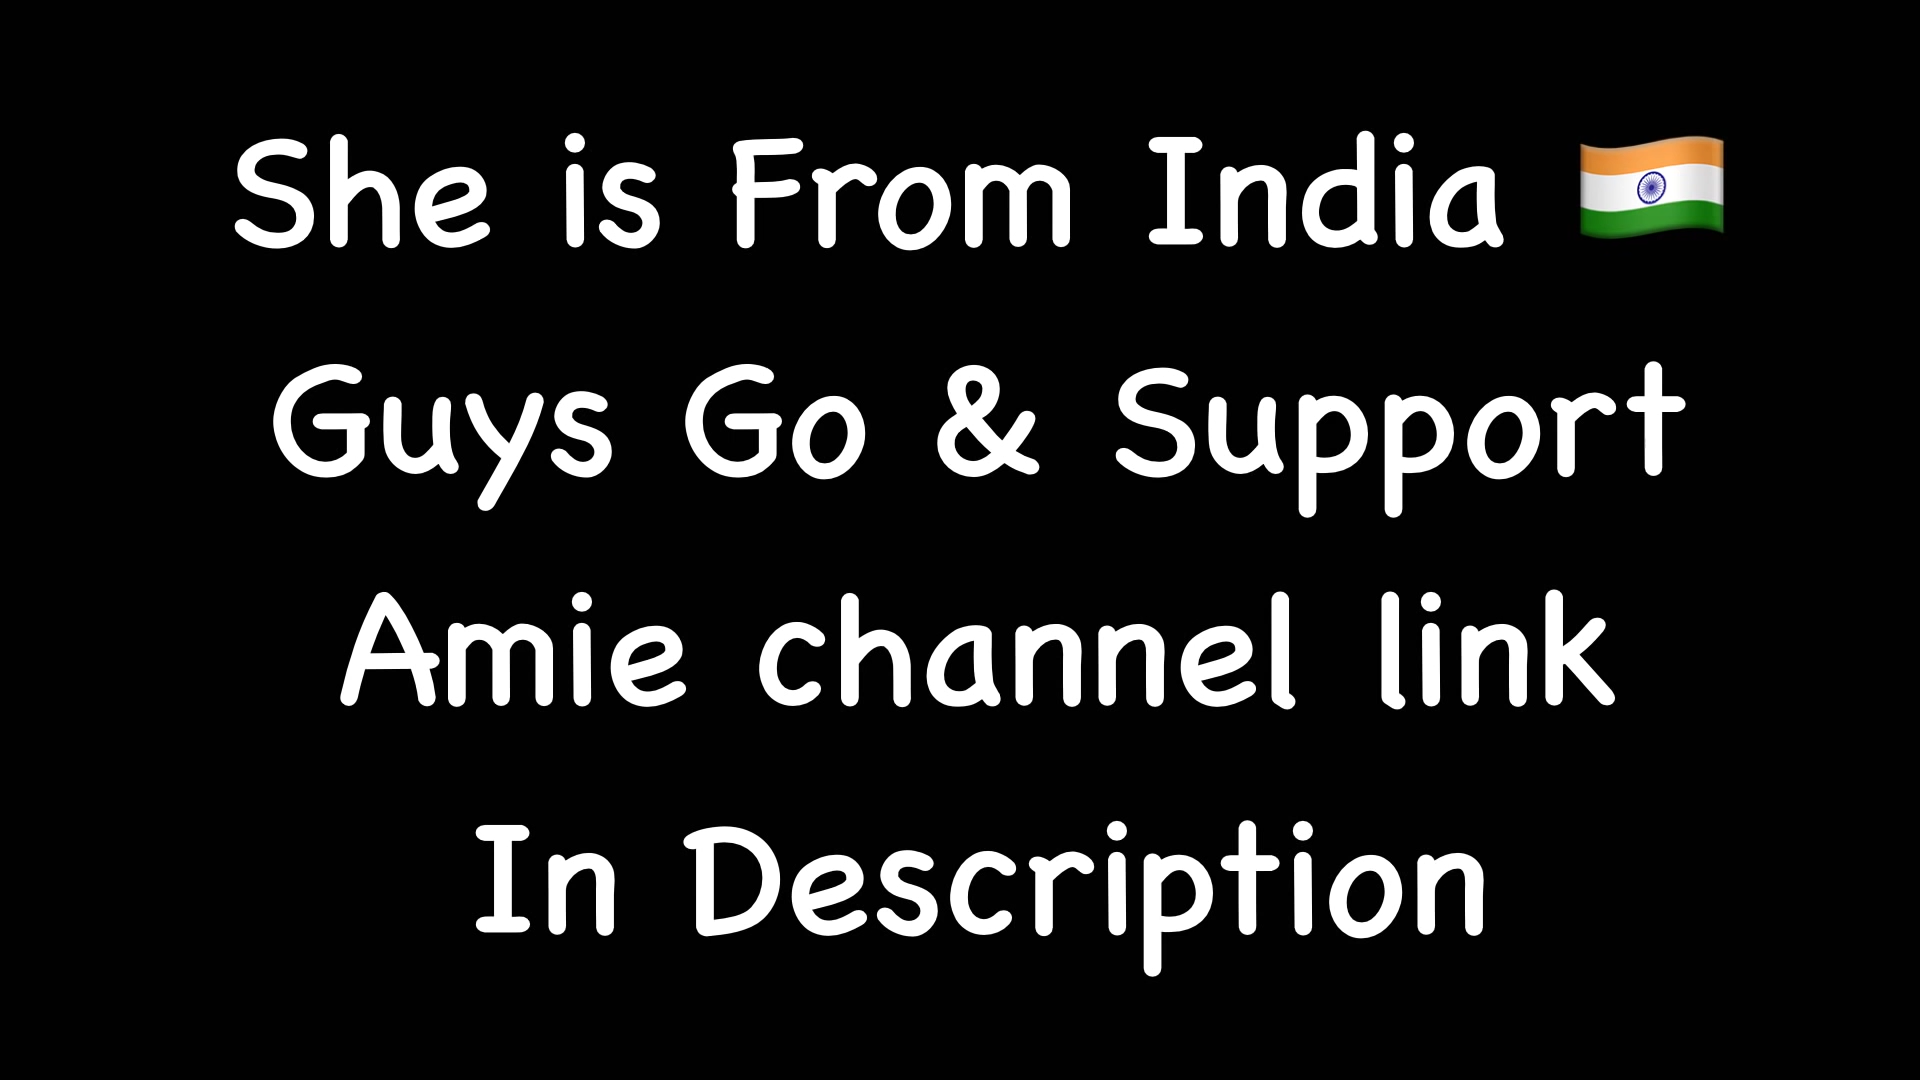 She is From India 🇮🇳
Guys Go & Support
Amie channel link
In Description